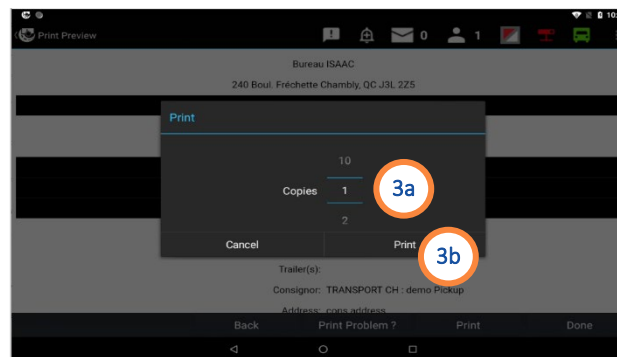 10:
Print Preview
0
1
Bureau ISAAC
240 Boul. Fréchette Chambly, QC J3L 2Z5
Print
10
Copies 1 3a
2
Cancel Print 3b
Trailer(s):
Consignor: TRANSPORT CH : demo Pickup
Address: cons address
Back Print Problem ? Print Done